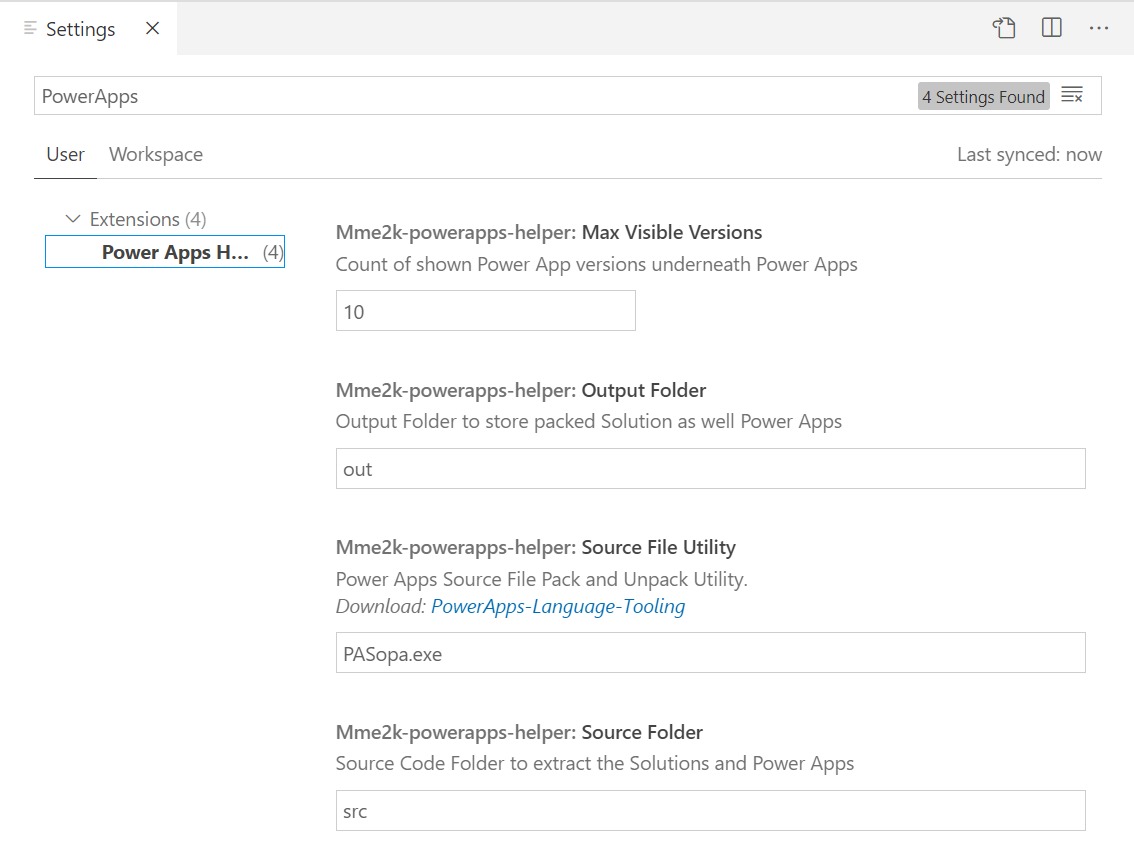 Settings
PowerApps
4 Settings Found
User Workspace Last synced: now
Extensions (4)
Power Apps H... (4)
Mme2k-powerapps-helper: Max Visible Versions
Count of shown Power App versions underneath Power Apps
10
Mme2k-powerapps-helper: Output Folder
Output Folder to store packed Solution as well Power Apps
out
Mme2k-powerapps-helper: Source File Utility
Power Apps Source File Pack and Unpack Utility.
Download: PowerApps-Language-Tooling
PASopa.exe
Mme2k-powerapps-helper: Source Folder
Source Code Folder to extract the Solutions and Power Apps
src